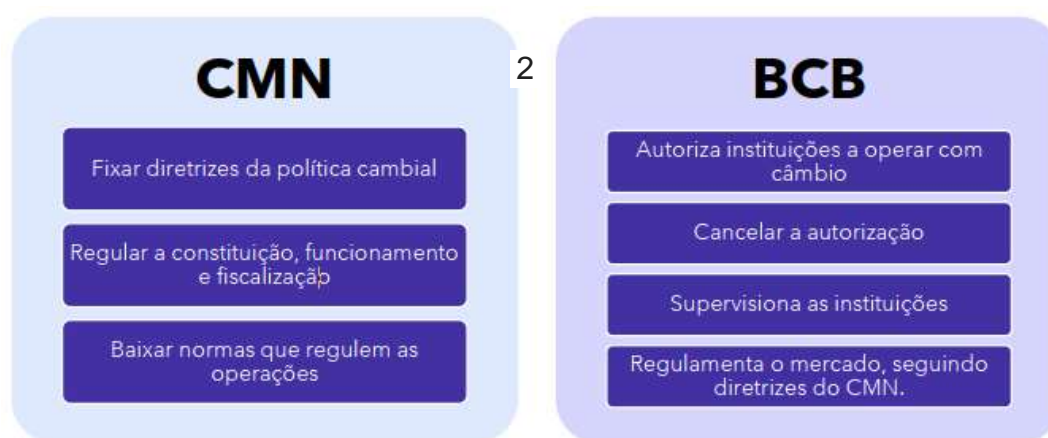 CMN
Fixar diretrizes da política cambial
Regular a constituição, funcionamento
e fiscalização
Baixar normas que regulem as
operações
2
BCB
Autoriza instituições a operar com
câmbio
Cancelar a autorização
Supervisiona as instituições
Regulamenta o mercado, seguindo
diretrizes do CMN.